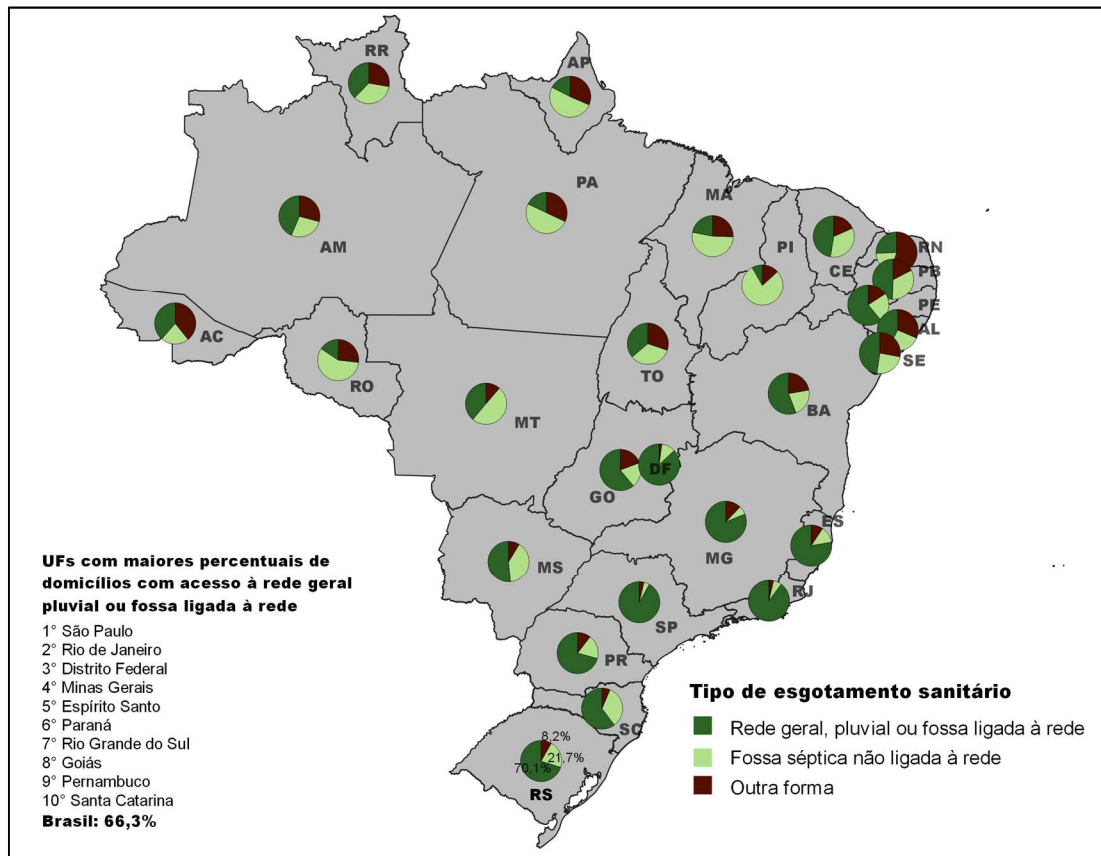 RR
AP
PA
MA
AM
PI
CE
RN
PB
PE
AL
SE
AC
RO
TO
BA
MT
DF
GO
ES
MG
MS
RJ
SP
PR
SC
8,2%
21,7%
70,1%
RS
UFs com maiores percentuais de
domicílios com acesso à rede geral
pluvial ou fossa ligada à rede
1° São Paulo
2° Rio de Janeiro
3° Distrito Federal
4° Minas Gerais
5° Espírito Santo
6° Paraná
7° Rio Grande do Sul
8° Goiás
9° Pernambuco
10° Santa Catarina
Brasil: 66,3%
Tipo de esgotamento sanitário
Rede geral, pluvial ou fossa ligada à rede
Fossa séptica não ligada à rede
Outra forma